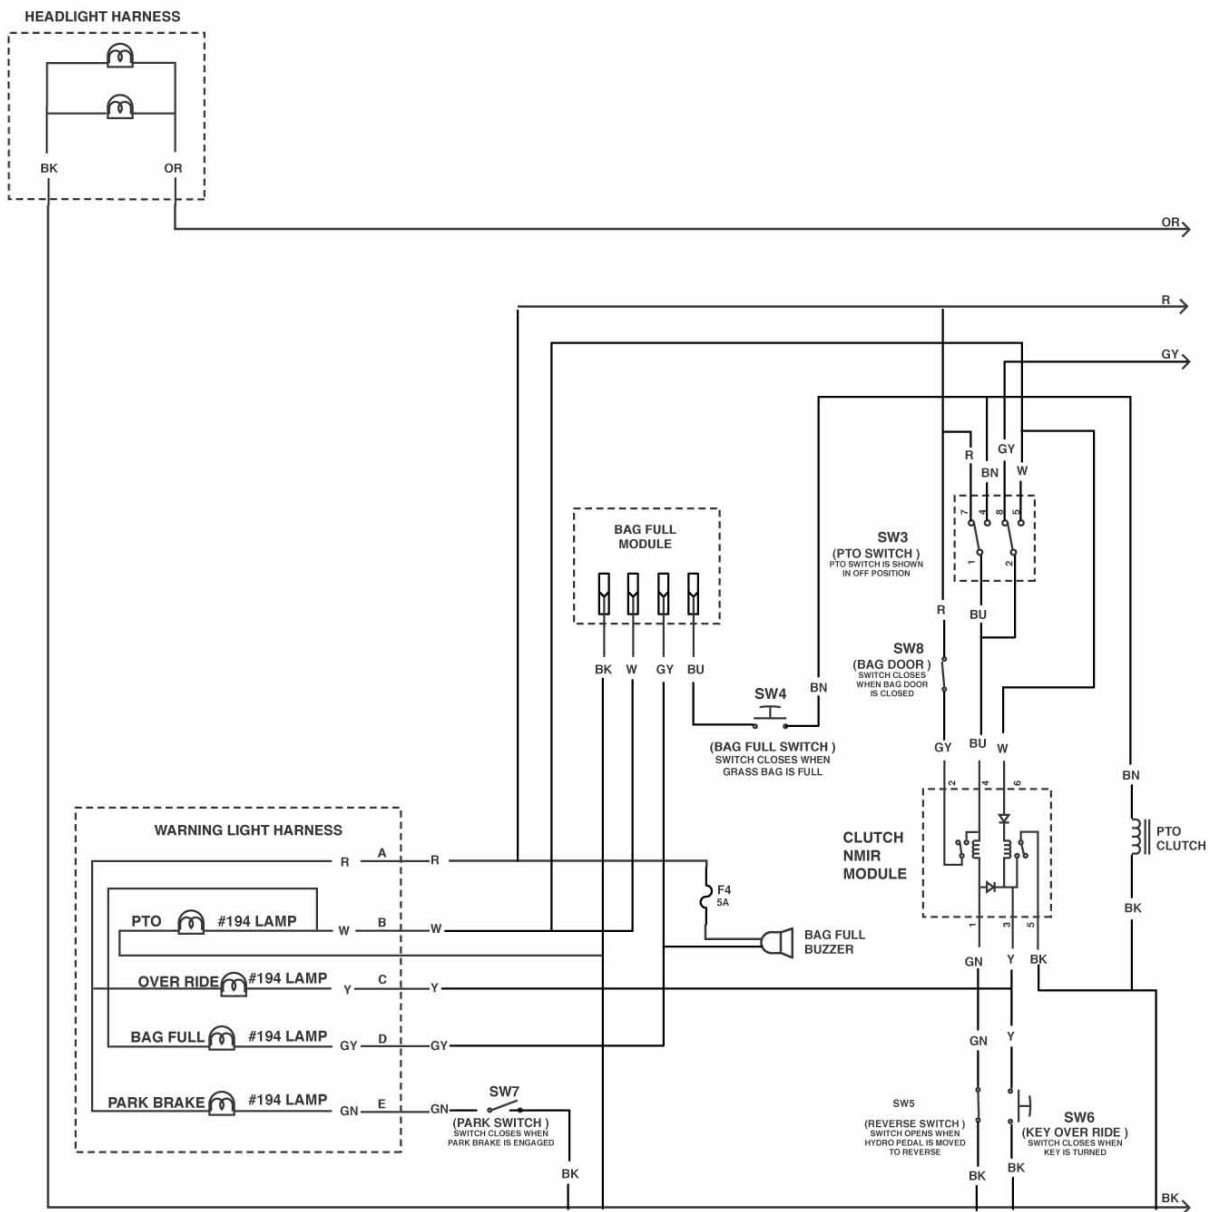 HEADLIGHT HARNESS
BK
OR
OR
R
GY
R
BN
GY
W
7
4
8
5
SW3
(PTO SWITCH )
PTO SWITCH IS SHOWN
IN OFF POSITION
1
2
BAG FULL
MODULE
R
BU
BK
W
GY
BU
SW4
BN
SW8
(BAG DOOR )
SWITCH CLOSES
WHEN BAG DOOR
IS CLOSED
(BAG FULL SWITCH )
SWITCH CLOSES WHEN
GRASS BAG IS FULL
GY
BU
W
2
4
6
BN
WARNING LIGHT HARNESS
CLUTCH
NMIR
MODULE
PTO
CLUTCH
R
A
R
F4
5A
PTO
#194 LAMP
W
B
W
BAG FULL
BUZZER
1
3
5
BK
GN
Y
BK
OVER RIDE
#194 LAMP
Y
C
Y
BAG FULL
#194 LAMP
GY
D
GY
GN
Y
PARK BRAKE
#194 LAMP
GN
E
GN
SW7
(PARK SWITCH )
SWITCH CLOSES WHEN
PARK BRAKE IS ENGAGED
BK
SW5
(REVERSE SWITCH )
SWITCH OPENS WHEN
HYDRO PEDAL IS MOVED
TO REVERSE
SW6
(KEY OVER RIDE )
SWITCH CLOSES WHEN
KEY IS TURNED
BK
BK
BK